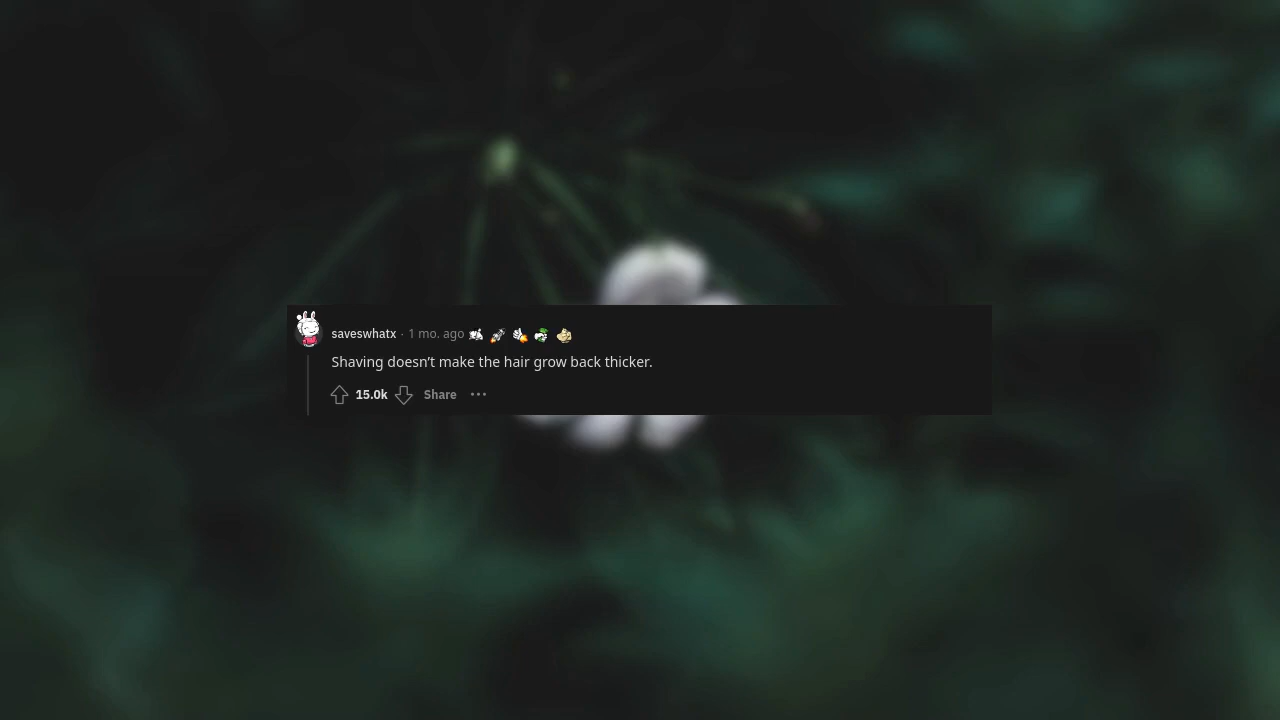 saveswhatx · 1 mo. ago
Shaving doesn’t make the hair grow back thicker.
15.0k Share ···